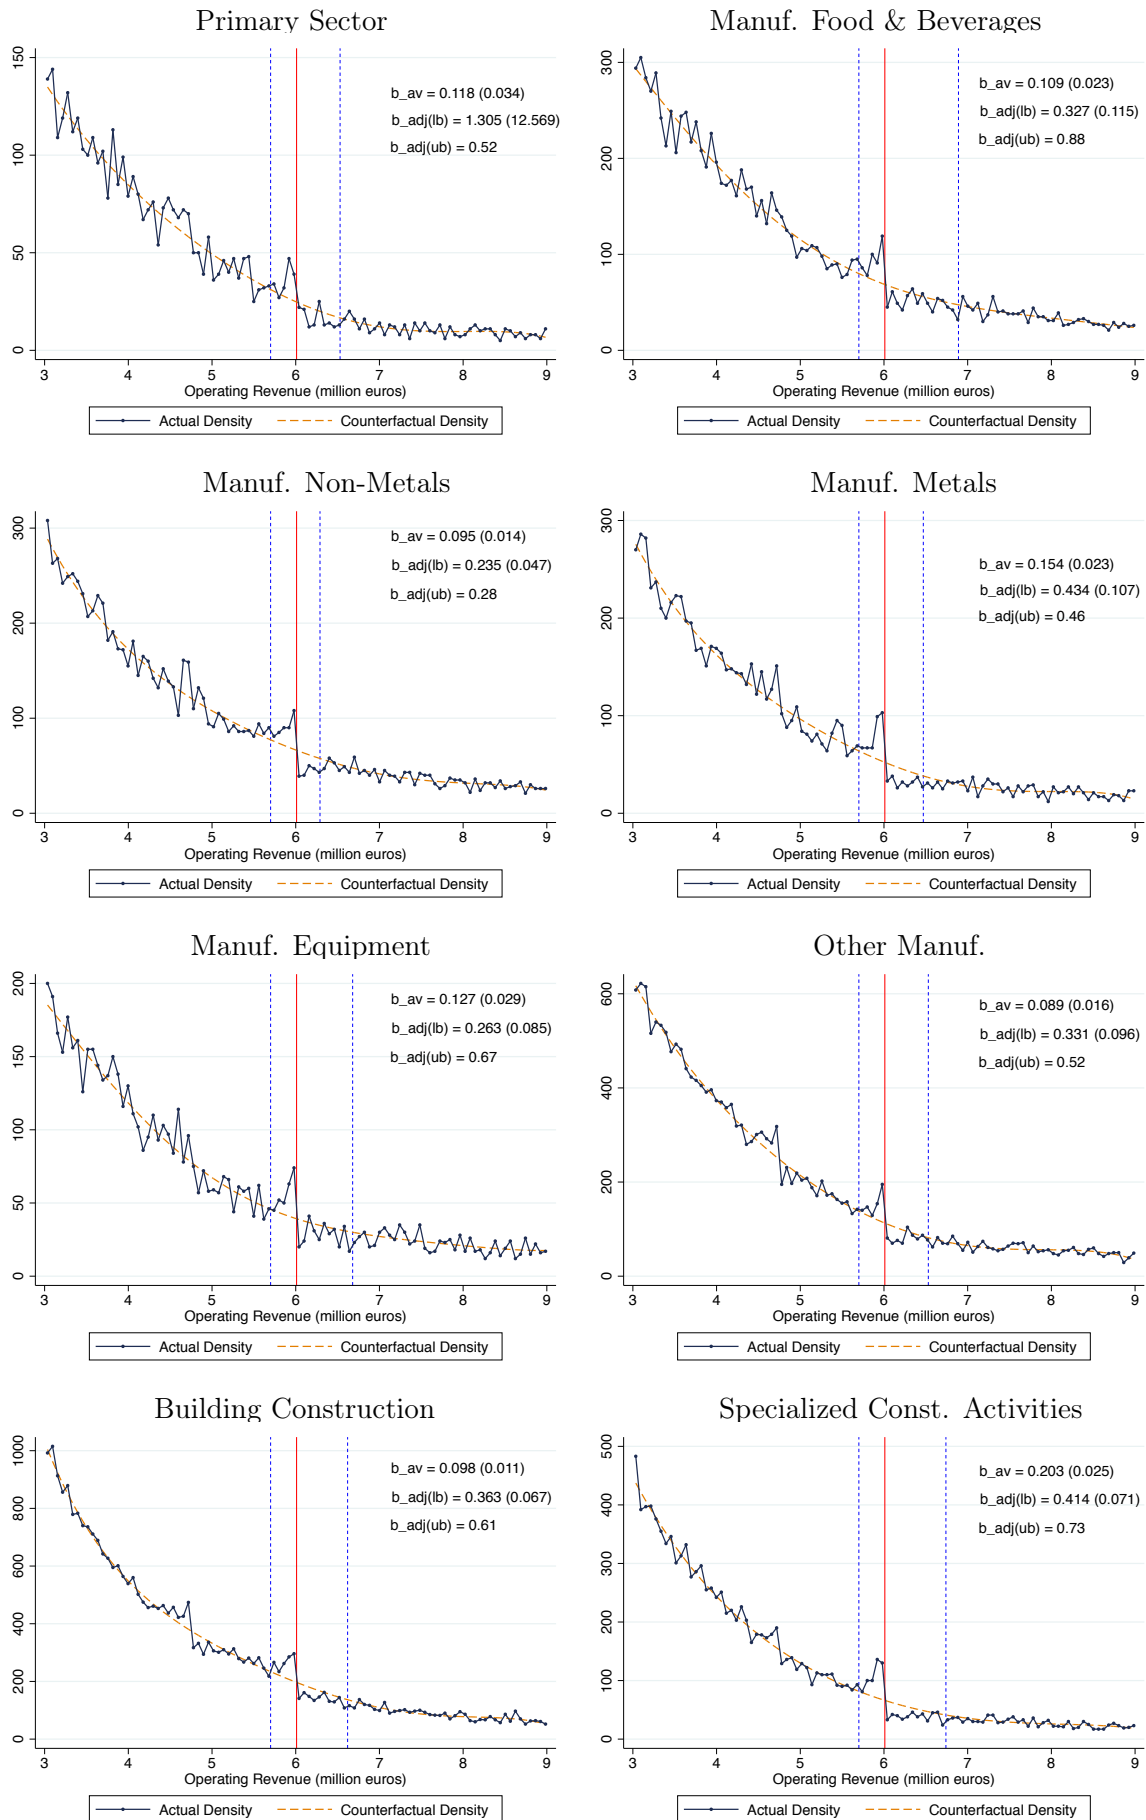 Primary Sector
150
100
50
0
b_av = 0.118 (0.034)
b_adj(lb) = 1.305 (12.569)
b_adj(ub) = 0.52
3 4 5 6 7 8 9
Operating Revenue (million euros)
Actual Density Counterfactual Density
Manuf. Food & Beverages
300
200
100
0
b_av = 0.109 (0.023)
b_adj(lb) = 0.327 (0.115)
b_adj(ub) = 0.88
3 4 5 6 7 8 9
Operating Revenue (million euros)
Actual Density Counterfactual Density
Manuf. Non-Metals
300
200
100
0
b_av = 0.095 (0.014)
b_adj(lb) = 0.235 (0.047)
b_adj(ub) = 0.28
3 4 5 6 7 8 9
Operating Revenue (million euros)
Actual Density Counterfactual Density
Manuf. Metals
300
200
100
0
b_av = 0.154 (0.023)
b_adj(lb) = 0.434 (0.107)
b_adj(ub) = 0.46
3 4 5 6 7 8 9
Operating Revenue (million euros)
Actual Density Counterfactual Density
Manuf. Equipment
200
150
100
50
0
b_av = 0.127 (0.029)
b_adj(lb) = 0.263 (0.085)
b_adj(ub) = 0.67
3 4 5 6 7 8 9
Operating Revenue (million euros)
Actual Density Counterfactual Density
Other Manuf.
600
400
200
0
b_av = 0.089 (0.016)
b_adj(lb) = 0.331 (0.096)
b_adj(ub) = 0.52
3 4 5 6 7 8 9
Operating Revenue (million euros)
Actual Density Counterfactual Density
Building Construction
1000
800
600
400
200
0
b_av = 0.098 (0.011)
b_adj(lb) = 0.363 (0.067)
b_adj(ub) = 0.61
3 4 5 6 7 8 9
Operating Revenue (million euros)
Actual Density Counterfactual Density
Specialized Const. Activities
500
400
300
200
100
0
b_av = 0.203 (0.025)
b_adj(lb) = 0.414 (0.071)
b_adj(ub) = 0.73
3 4 5 6 7 8 9
Operating Revenue (million euros)
Actual Density Counterfactual Density